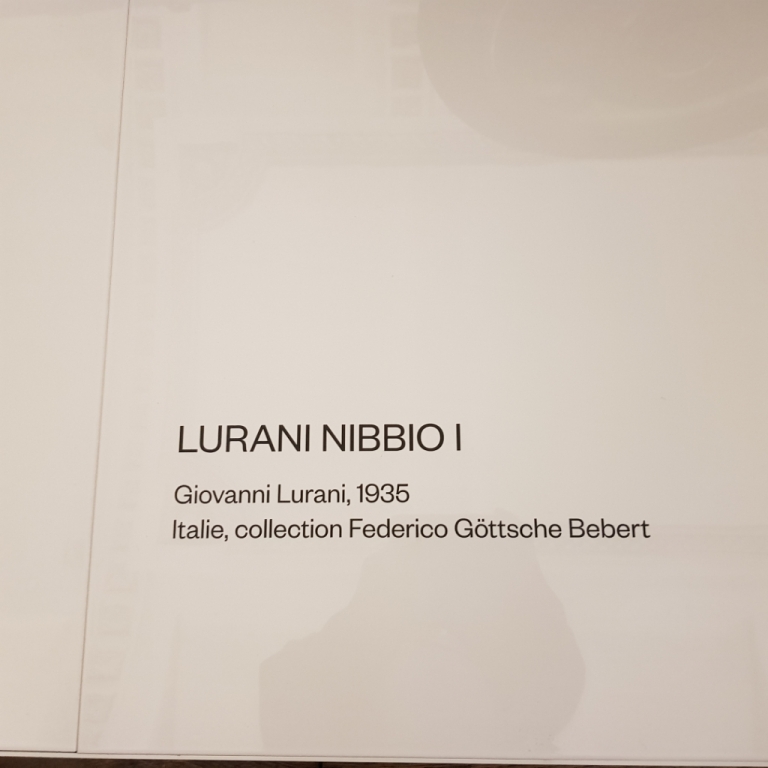 LURANI NIBBIO I
Giovanni Lurani, 1935
Italie, collection Federico Göttsche Bebert